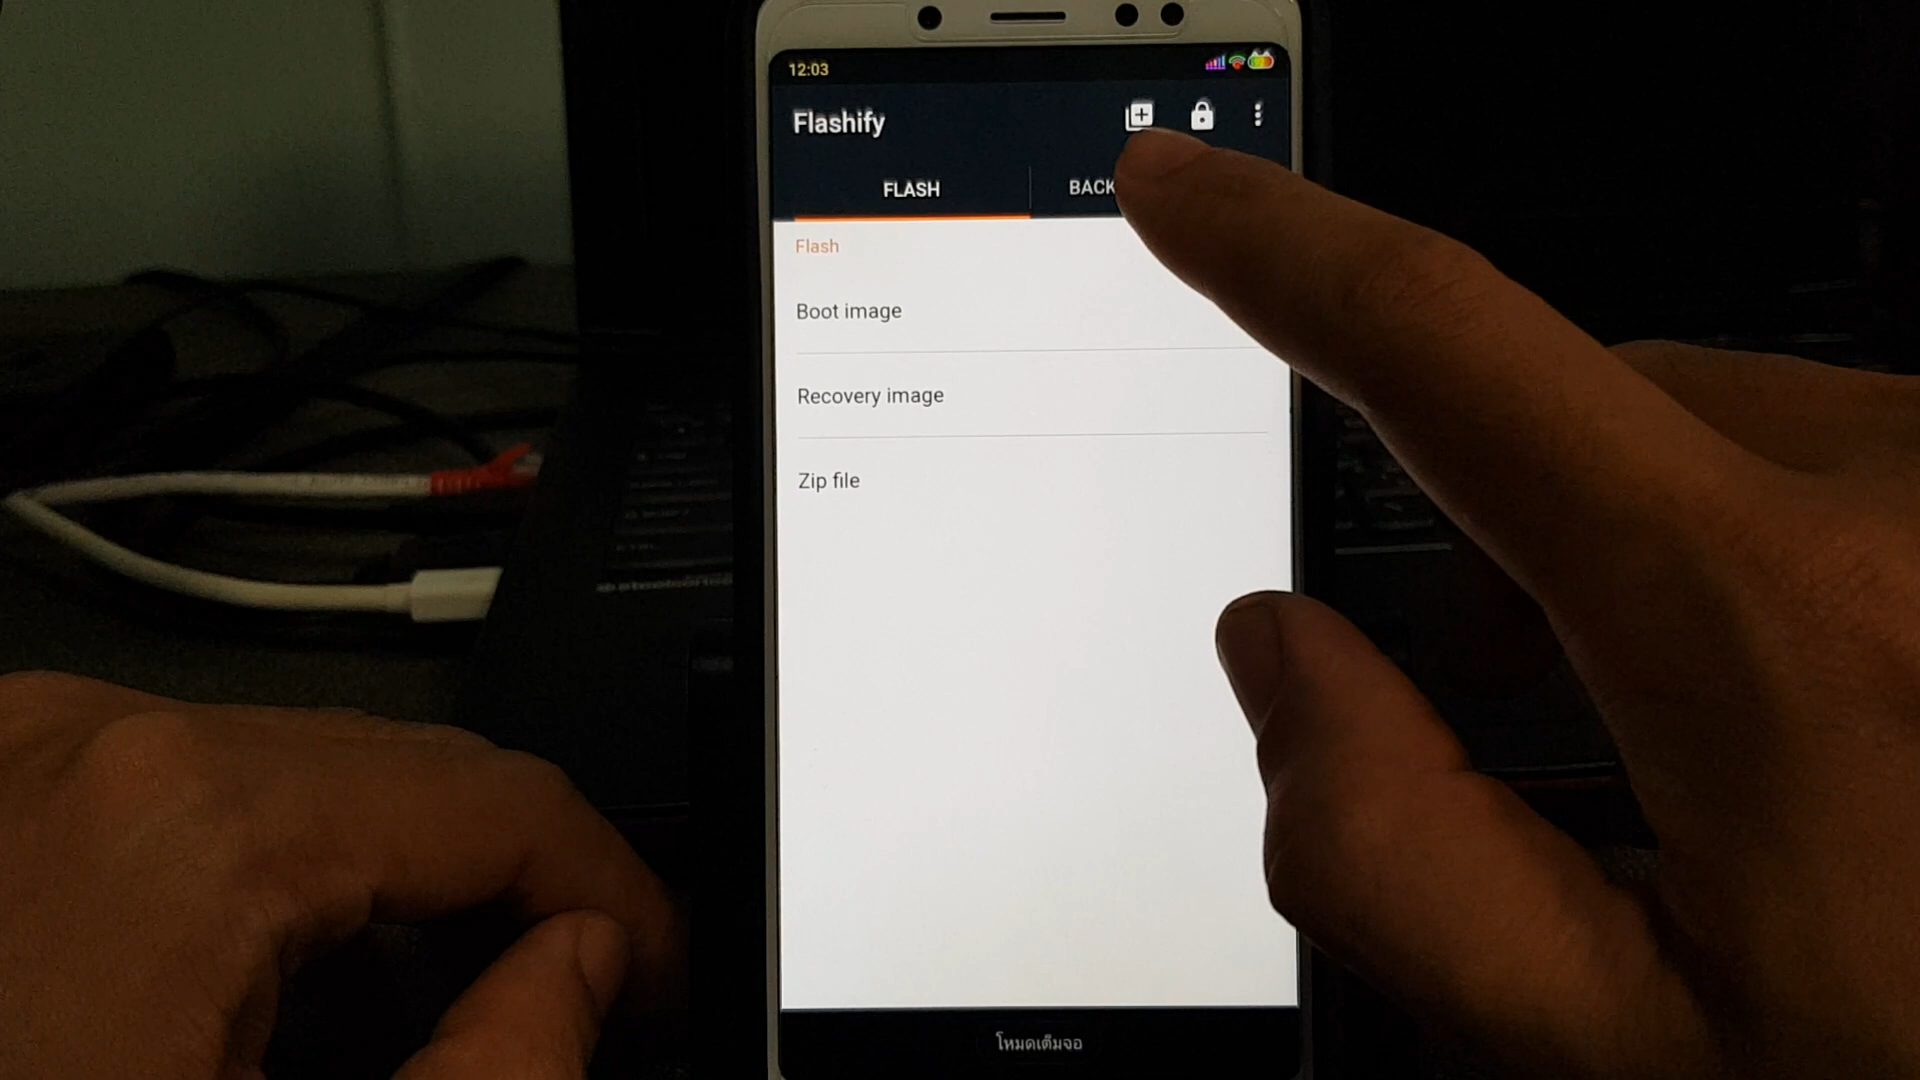 12:03
Flashify
FLASH
BACK
Flash
Boot image
Recovery image
Zip file
โหมดเต็มจอ